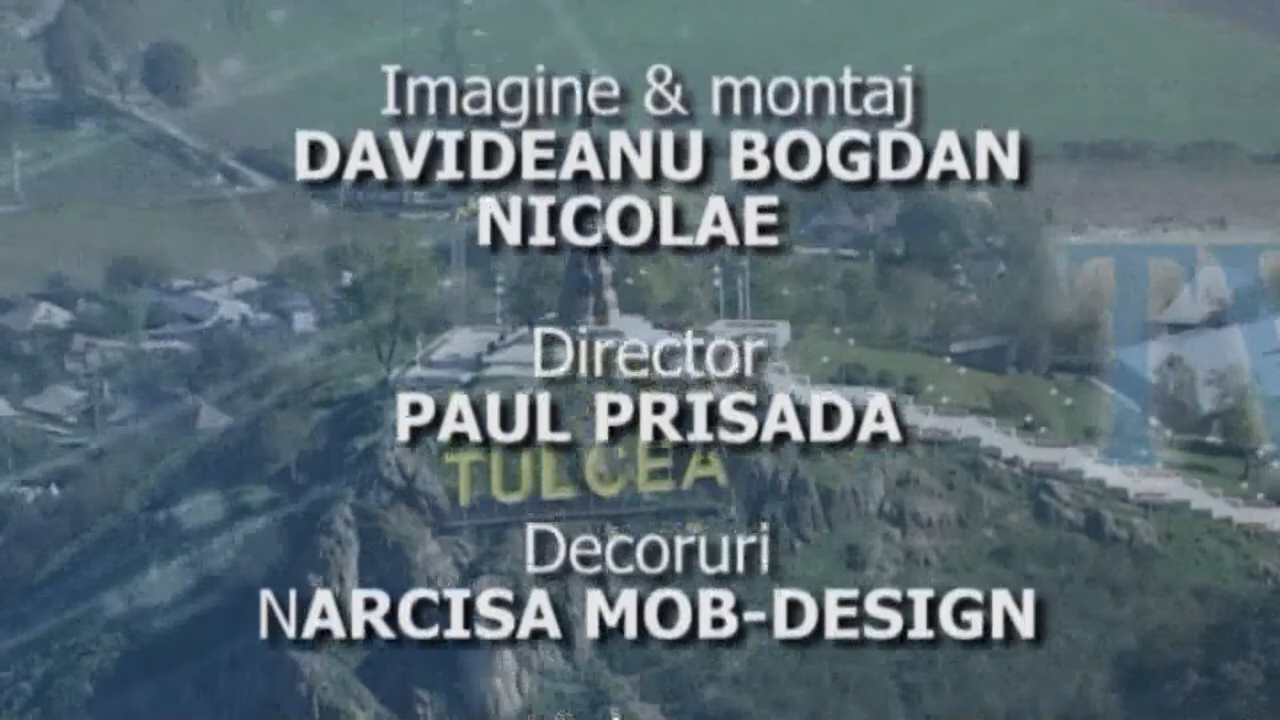 Imagine & montaj
DAVIDEANU BOGDAN
NICOLAE
Director
PAUL PRISADA
TULCEA
Decoruri
NARCISA MOB-DESIGN